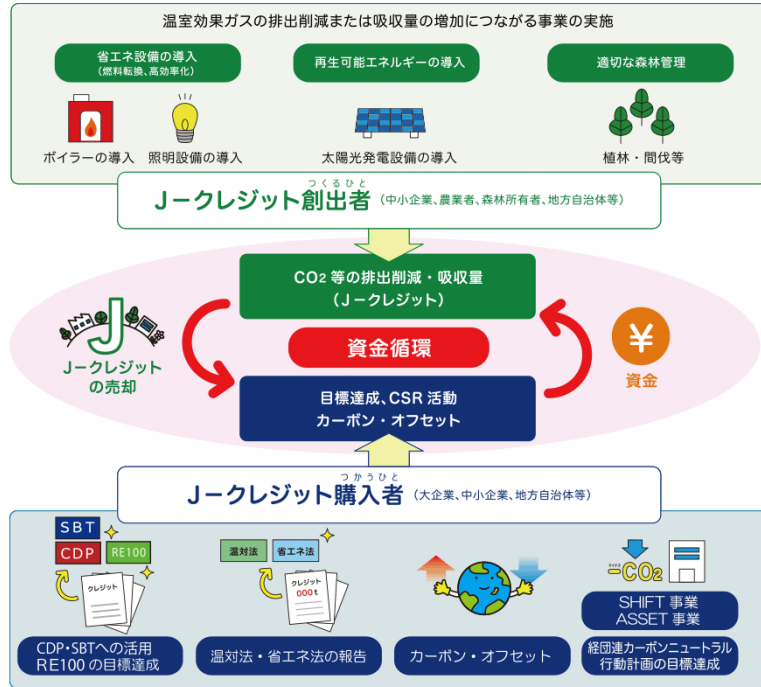 温室効果ガスの排出削減または吸収量の増加につながる事業の実施
省エネ設備の導入
(燃料転換、高効率化)
再生可能エネルギーの導入
適切な森林管理
ボイラーの導入
照明設備の導入
太陽光発電設備の導入
植林・間伐等
つくるひと
Jークレジット創出者(中小企業、農業者、森林所有者、地方自治体等)
CO2 等の排出削減・吸収量
(Jークレジット)
J
Jークレジット
の売却
資金循環
¥
資金
目標達成、CSR 活動
カーボン・オフセット
つかうひと
Jークレジット購入者(大企業、中小企業、地方自治体等)
SBT
CDP
RE100
クレジット
CDP・SBTへの活用
RE100の目標達成
温対法
省エネ法
クレジット
000t
温対法・省エネ法の報告
カーボン・オフセット
マイナス
-CO2
SHIFT 事業
ASSET 事業
経団連カーボンニュートラル
行動計画の目標達成